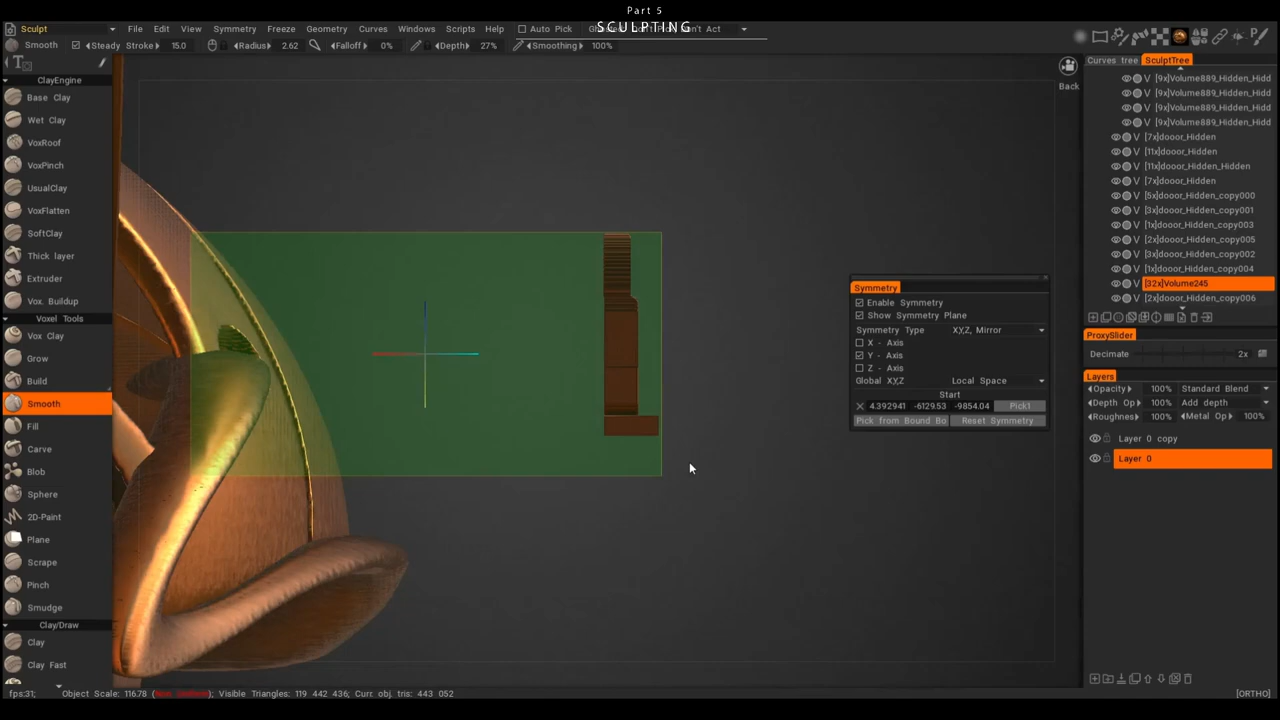 Part 5
SCULPTING
Sculpt File Edit View Symmetry Freeze Geometry Curves Windows Scripts Help Auto Pick n't Act
Smooth Steady Stroke 15.0 Radius 2.62 Falloff 0% Depth 27% Smoothing 100%
ClayEngine
Base Clay
Wet Clay
VoxRoof
VoxPinch
UsualClay
VoxFlatten
SoftClay
Thick layer
Extruder
Vox. Buildup
Voxel Tools
Vox Clay
Grow
Build
Smooth
Fill
Carve
Blob
Sphere
2D-Paint
Plane
Scrape
Pinch
Smudge
Clay/Draw
Clay
Clay Fast
Back
Symmetry
Enable Symmetry
Show Symmetry Plane
Symmetry Type XY,Z, Mirror
X - Axis
Y - Axis
Z - Axis
Global XY,Z Local Space
Start
4.392941 -6129.53 -9854.04 Pick1
Pick from Bound Bo Reset Symmetry
Curves tree SculptTree
V [9x]Volume889_Hidden_Hidd
V [9x]Volume889_Hidden_Hidd
V [9x]Volume889_Hidden_Hidd
V [9x]Volume889_Hidden_Hidd
V [7x]dooor_Hidden
V [11x]dooor_Hidden
V [11x]dooor_Hidden_Hidden
V [7x]dooor_Hidden
V [5x]dooor_Hidden_copy000
V [3x]dooor_Hidden_copy001
V [1x]dooor_Hidden_copy003
V [2x]dooor_Hidden_copy005
V [3x]dooor_Hidden_copy002
V [1x]dooor_Hidden_copy004
V [32x]Volume245
V [2x]dooor_Hidden_copy006
ProxySlider
Decimate 2x
Layers
Opacity 100% Standard Blend
Depth Op 100% Add depth
Roughness 100% Metal Op 100%
Layer 0 copy
Layer 0
fps:31; Object Scale: 116.78 Visible Triangles: 119 442 436; Curr. obj. tris: 443 052 [ORTHO]